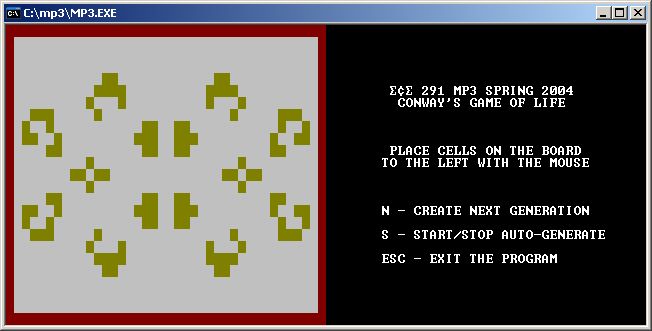 C:\mp3\MP3.EXE
Σ¢Σ 291 MP3 SPRING 2004
CONWAY'S GAME OF LIFE
PLACE CELLS ON THE BOARD
TO THE LEFT WITH THE MOUSE
N - CREATE NEXT GENERATION
S - START/STOP AUTO-GENERATE
ESC - EXIT THE PROGRAM